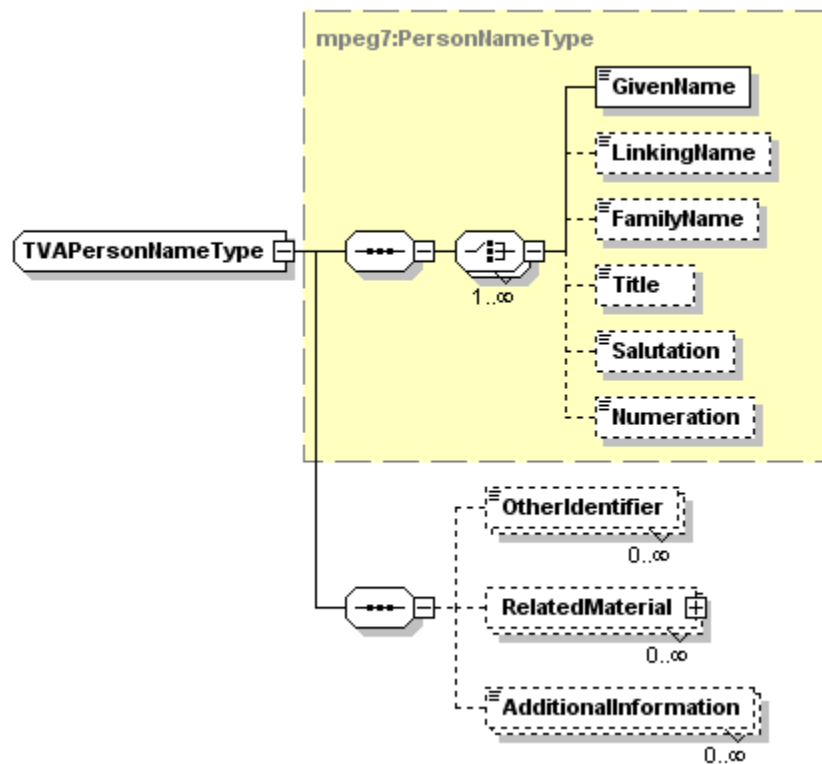 mpeg7:PersonNameType
GivenName
LinkingName
FamilyName
TVAPersonNameType
Title
1..∞
Salutation
Numeration
OtherIdentifier
0..∞
RelatedMaterial
0..∞
AdditionalInformation
0..∞